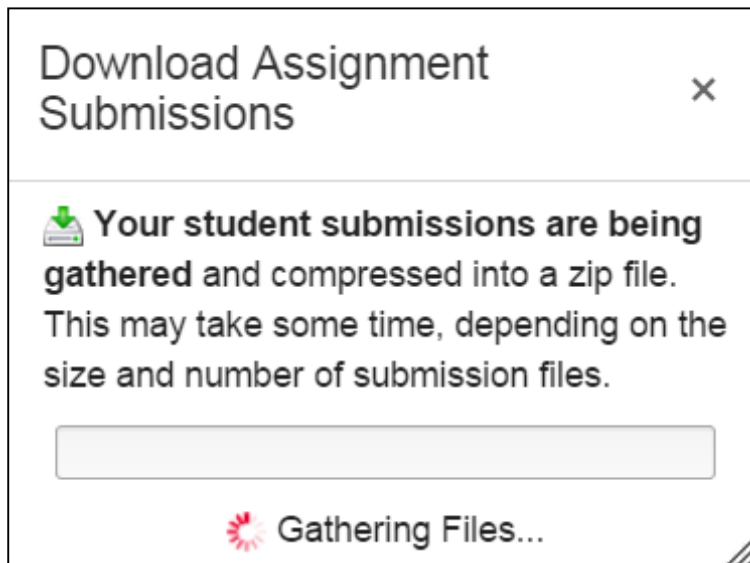 Download Assignment
Submissions
×
Your student submissions are being
gathered and compressed into a zip file.
This may take some time, depending on the
size and number of submission files.
Gathering Files...